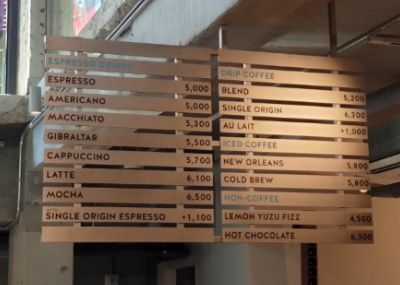 ESPRESSO DRINKS
ESPRESSO 5,000
AMERICANO 5,000
MACCHIATO 5,300
GIBRALTAR 5,500
CAPPUCCINO 5,700
LATTE 6,100
MOCHA 6,500
SINGLE ORIGIN ESPRESSO +1,100
DRIP COFFEE
BLEND 5,200
SINGLE ORIGIN 6,300
AU LAIT +1,000
ICED COFFEE
NEW ORLEANS 5,800
COLD BREW 5,800
NON-COFFEE
LEMON YUZU FIZZ 4,500
HOT CHOCOLATE 6,300